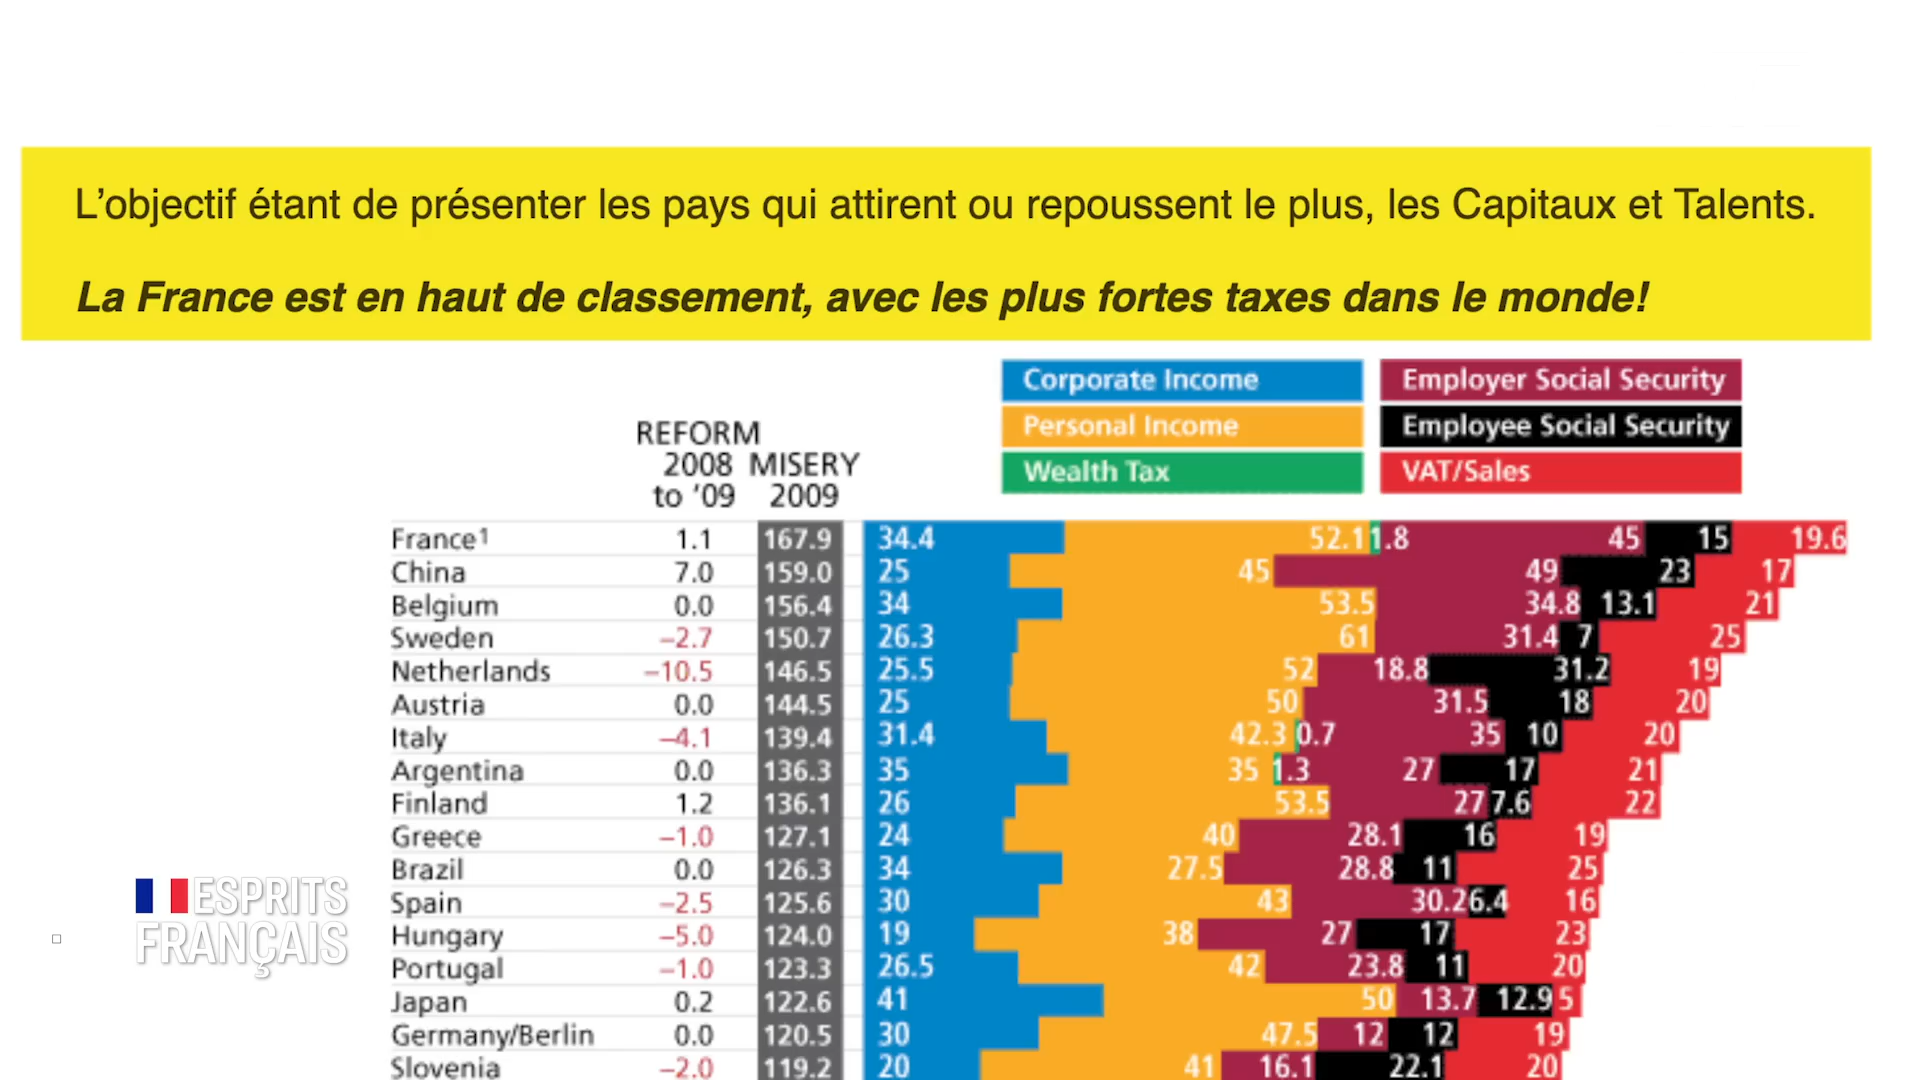 L’objectif étant de présenter les pays qui attirent ou repoussent le plus, les Capitaux et Talents.
La France est en haut de classement, avec les plus fortes taxes dans le monde!
Corporate Income Employer Social Security
Personal Income Employee Social Security
Wealth Tax VAT/Sales
REFORM
2008 MISERY
to ‘09 2009
France¹ 1.1 167.9 34.4 52.1 1.8 45 15 19.6
China 7.0 159.0 25 45 49 23 17
Belgium 0.0 156.4 34 53.5 34.8 13.1 21
Sweden –2.7 150.7 26.3 61 31.4 7 25
Netherlands –10.5 146.5 25.5 52 18.8 31.2 19
Austria 0.0 144.5 25 50 31.5 18 20
Italy –4.1 139.4 31.4 42.3 0.7 35 10 20
Argentina 0.0 136.3 35 35 1.3 27 17 21
Finland 1.2 136.1 26 53.5 27 7.6 22
Greece –1.0 127.1 24 40 28.1 16 19
Brazil 0.0 126.3 34 27.5 28.8 11 25
Spain –2.5 125.6 30 43 30.2 6.4 16
Hungary –5.0 124.0 19 38 27 17 23
Portugal –1.0 123.3 26.5 42 23.8 11 20
Japan 0.2 122.6 41 50 13.7 12.9 5
Germany/Berlin 0.0 120.5 30 47.5 12 12 19
Slovenia –2.0 119.2 20 41 16.1 22.1 20
ESPRITS
FRANÇAIS